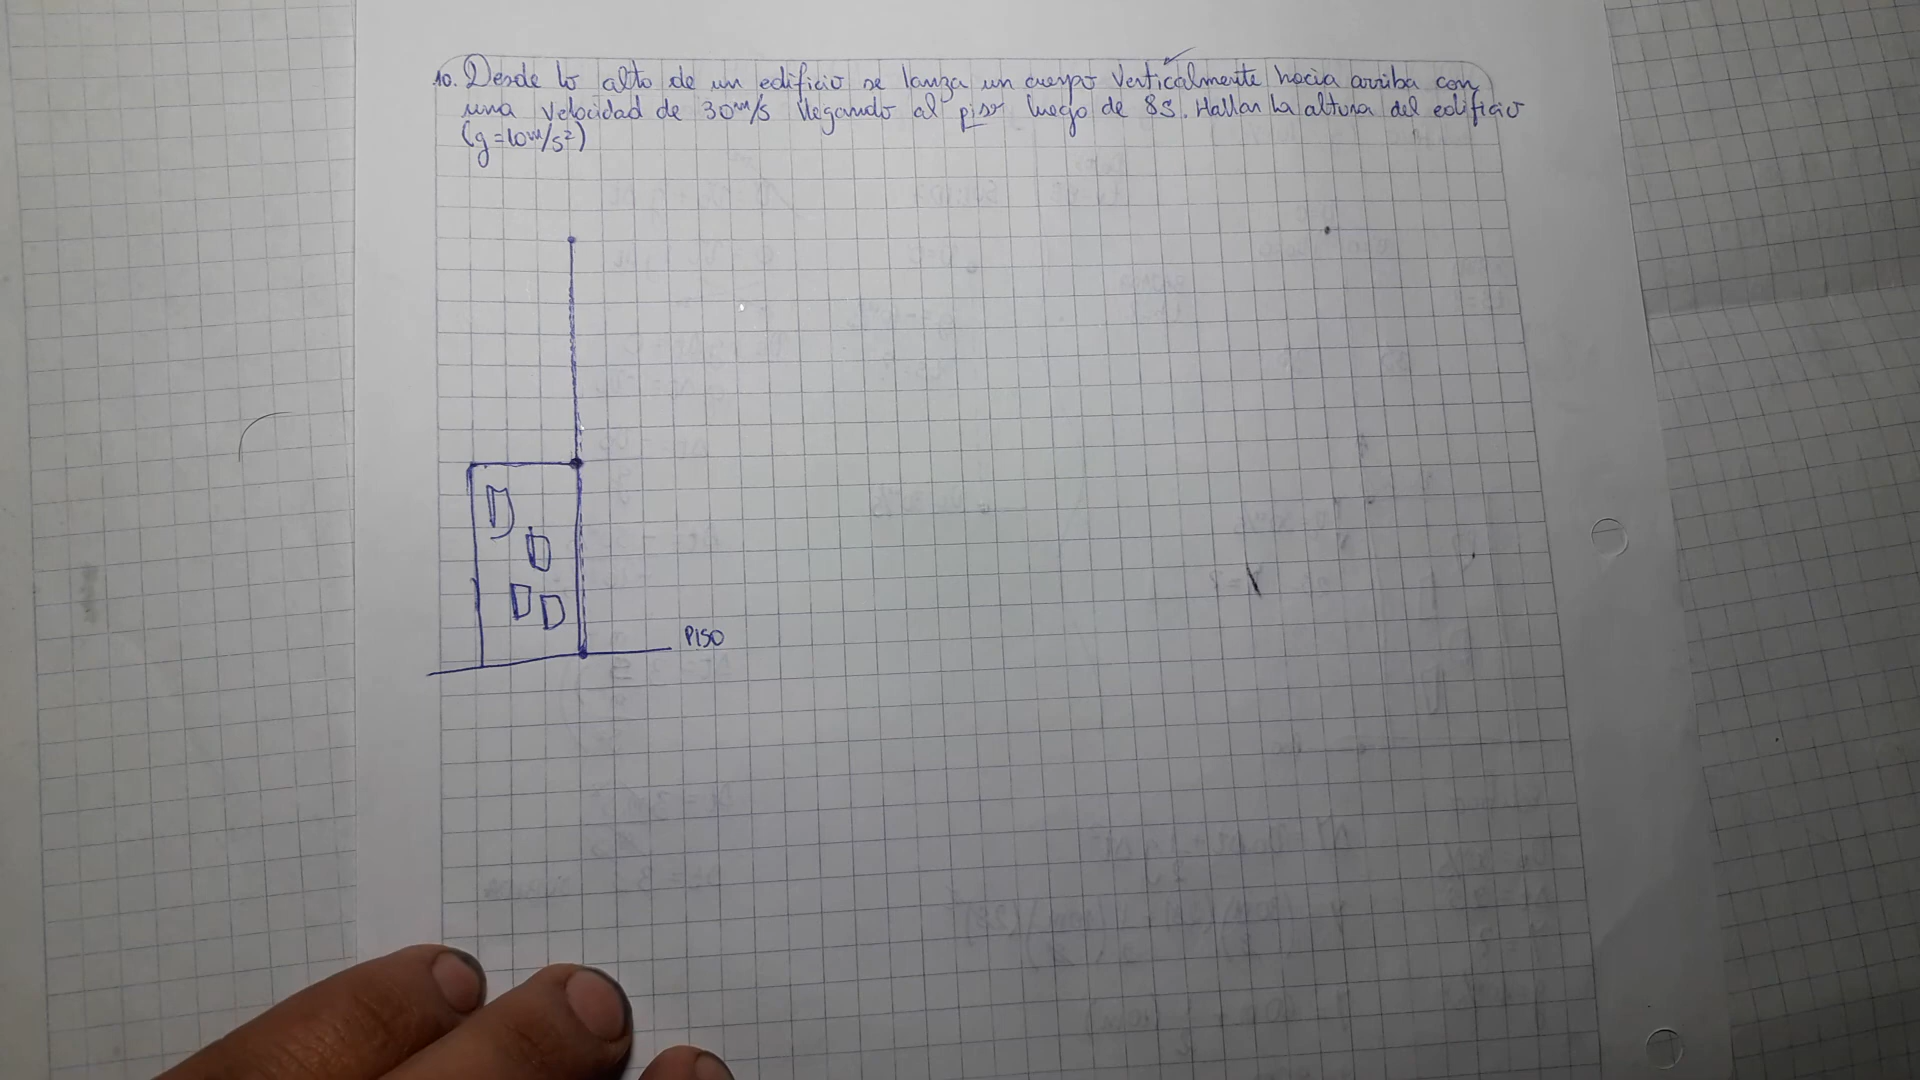 10. Desde lo alto de un edificio se lanza un cuerpo verticalmente hacia arriba con
una velocidad de 30m/s llegando al piso luego de 8s. Hallar la altura del edificio
(g=10m/s²)
PISO